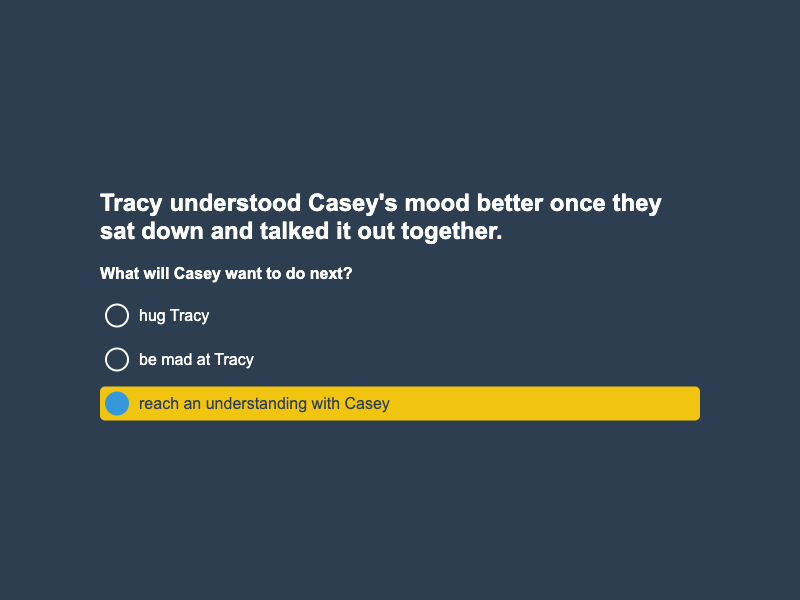 Tracy understood Casey's mood better once they
sat down and talked it out together.
What will Casey want to do next?
hug Tracy
be mad at Tracy
reach an understanding with Casey